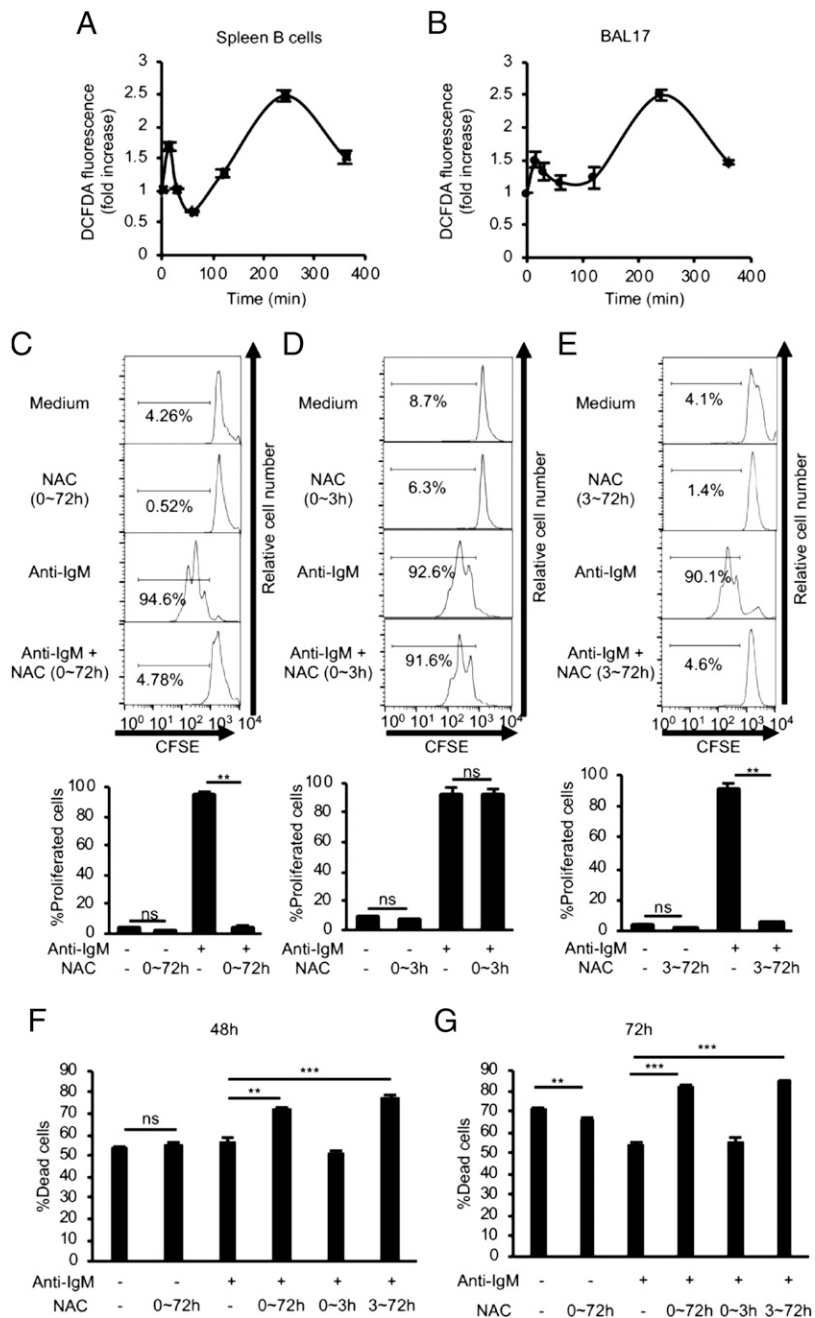 A
Spleen B cells
DCFDA fluorescence
(fold increase)
3
2.5
2
1.5
1
0.5
0
0 100 200 300 400
Time (min)
B
BAL17
DCFDA fluorescence
(fold increase)
3
2.5
2
1.5
1
0.5
0
0 100 200 300 400
Time (min)
C
Medium
4.26%
NAC
(0~72h)
0.52%
Anti-IgM
94.6%
Anti-IgM +
NAC (0~72h)
4.78%
10^0 10^1 10^2 10^3 10^4
CFSE
Relative cell number
D
Medium
8.7%
NAC
(0~3h)
6.3%
Anti-IgM
92.6%
Anti-IgM +
NAC (0~3h)
91.6%
10^0 10^1 10^2 10^3 10^4
CFSE
Relative cell number
E
Medium
4.1%
NAC
(3~72h)
1.4%
Anti-IgM
90.1%
Anti-IgM +
NAC (3~72h)
4.6%
10^0 10^1 10^2 10^3 10^4
CFSE
Relative cell number
%Proliferated cells
100
80
60
40
20
0
ns
**
Anti-IgM - - + +
NAC - 0~72h - 0~72h
%Proliferated cells
100
80
60
40
20
0
ns
ns
- - + +
- 0~3h - 0~3h
%Proliferated cells
100
80
60
40
20
0
ns
**
Anti-IgM - - + +
NAC - 3~72h - 3~72h
F
48h
%Dead cells
90
80
70
60
50
40
30
20
10
0
ns
**
***
Anti-IgM - - + + + +
NAC - 0~72h - 0~72h 0~3h 3~72h
G
72h
%Dead cells
90
80
70
60
50
40
30
20
10
0
**
***
***
Anti-IgM - - + + + +
NAC - 0~72h - 0~72h 0~3h 3~72h